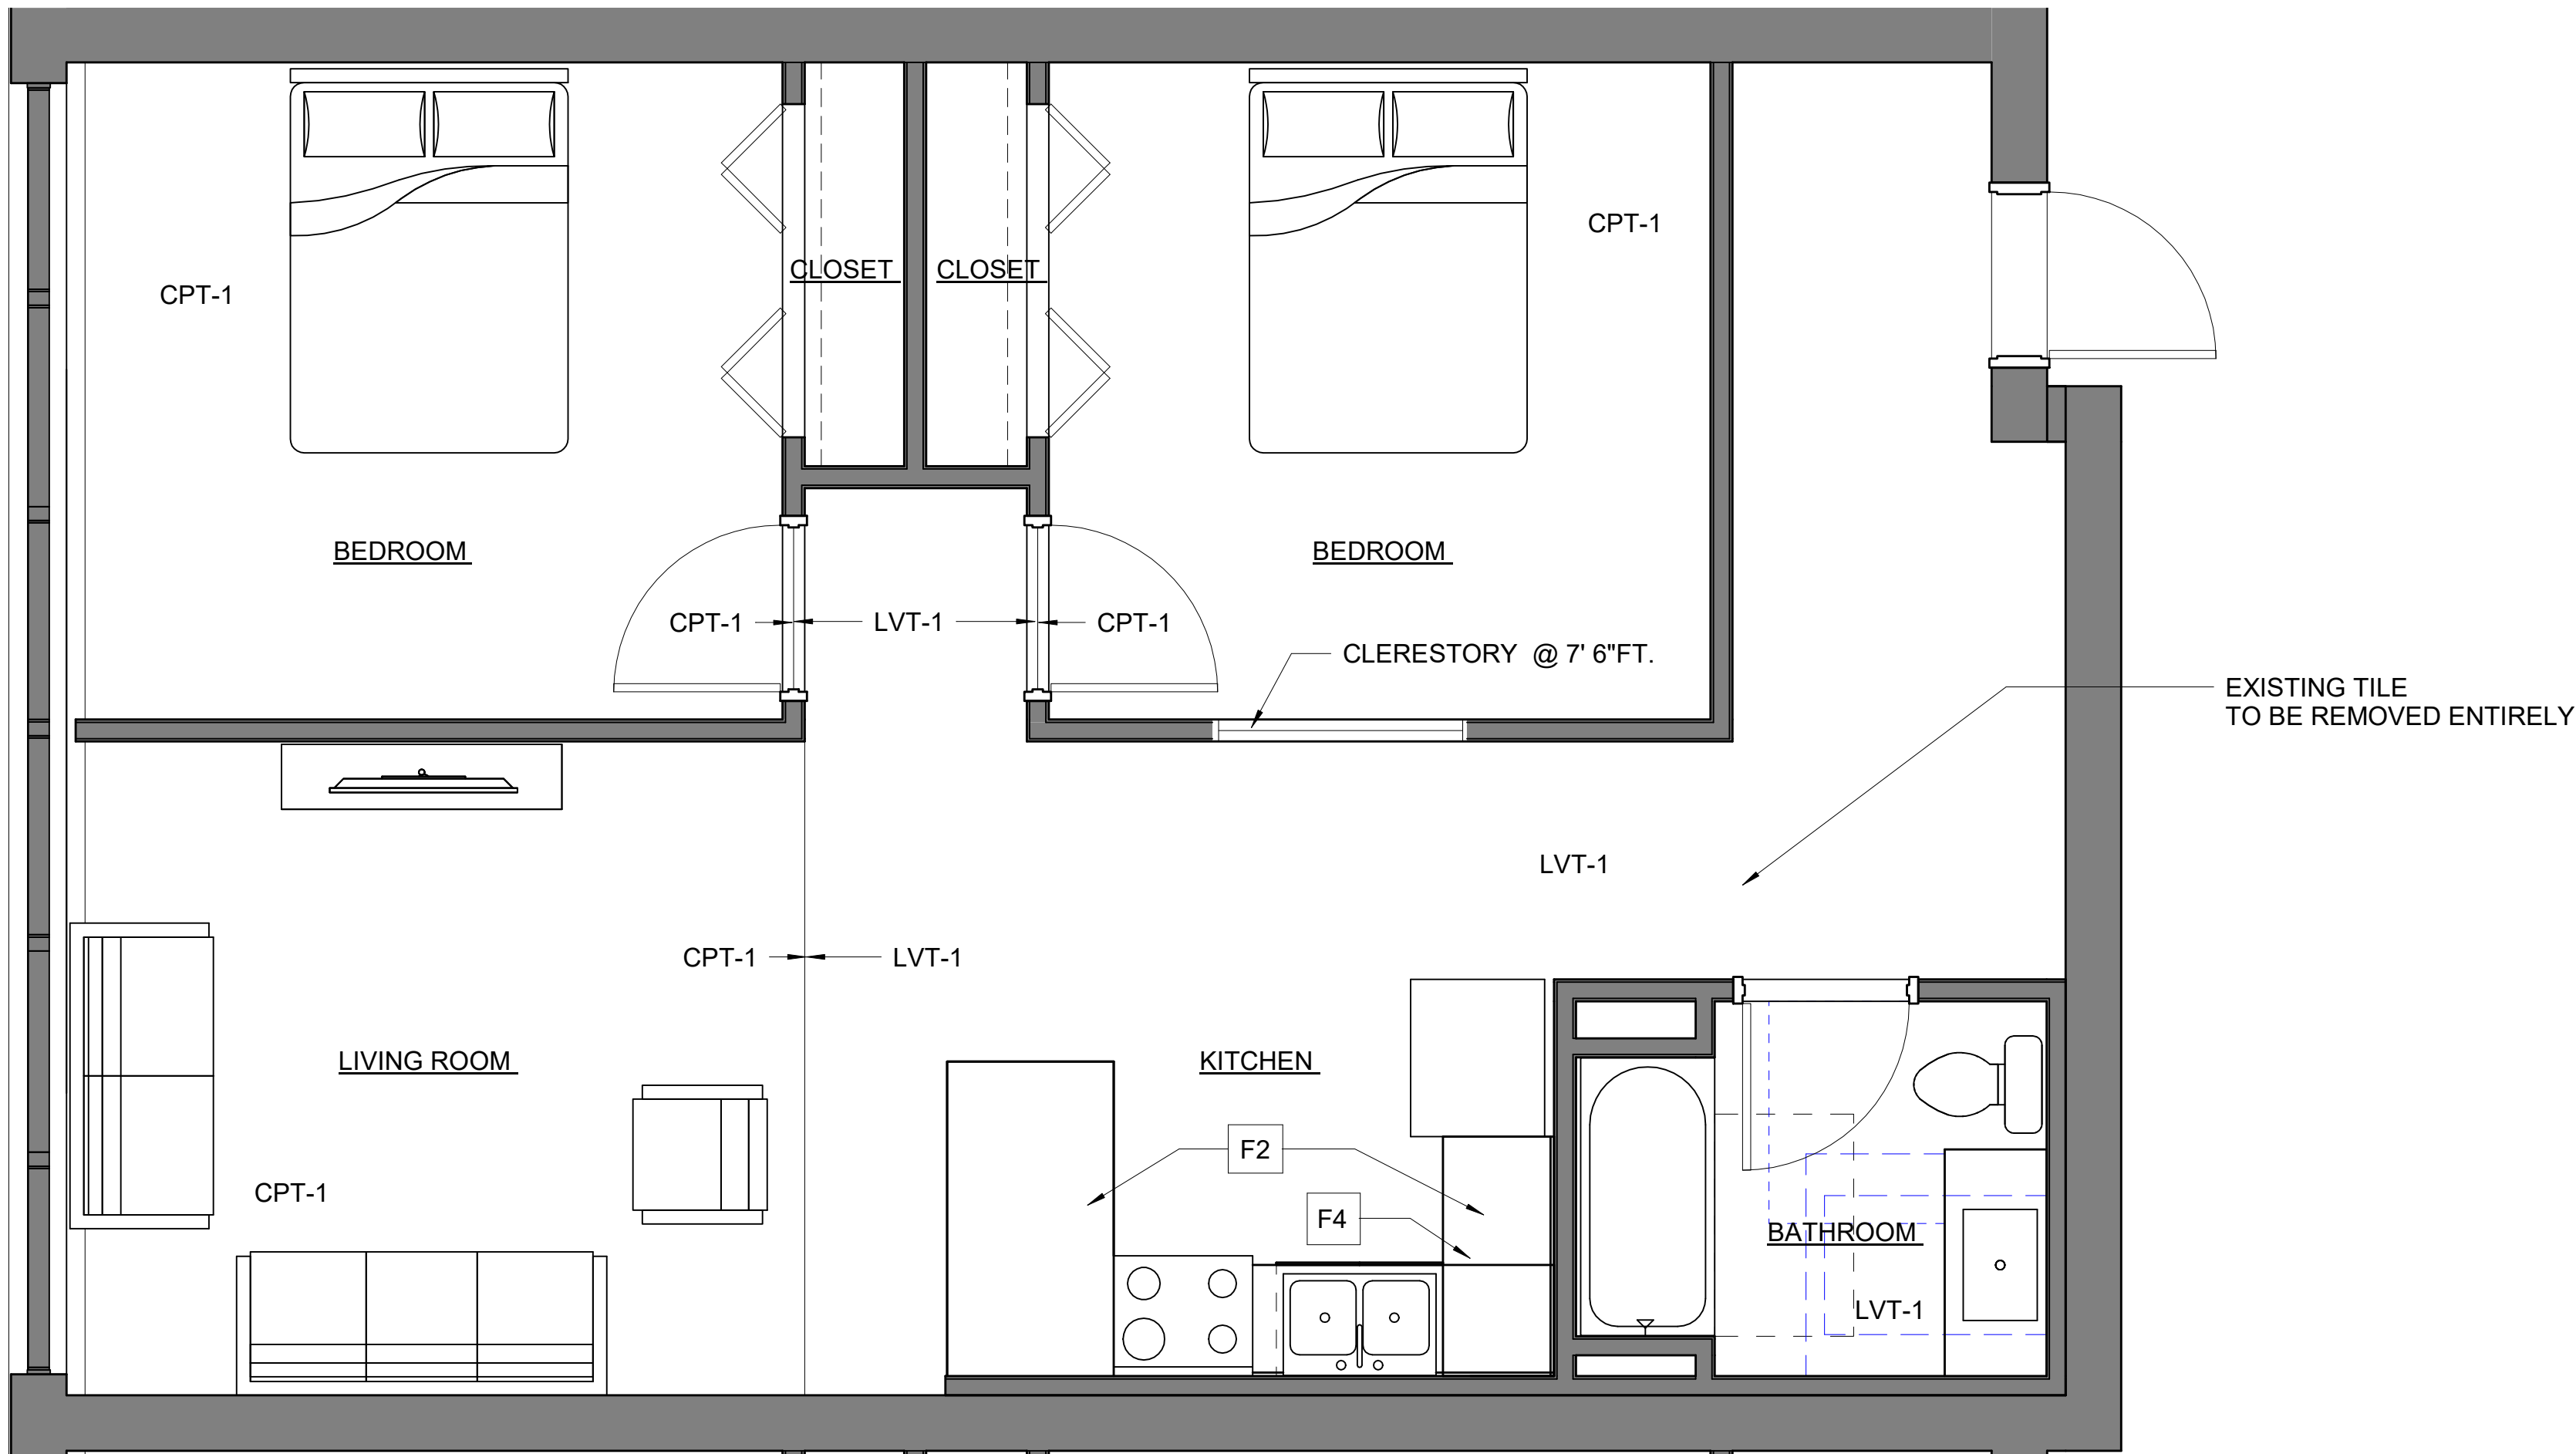 CPT-1
CLOSET
CLOSET
CPT-1
BEDROOM
BEDROOM
CPT-1
LVT-1
CPT-1
CLERESTORY @ 7' 6"FT.
EXISTING TILE
TO BE REMOVED ENTIRELY
LVT-1
CPT-1
LVT-1
LIVING ROOM
KITCHEN
F2
CPT-1
F4
BATHROOM
LVT-1